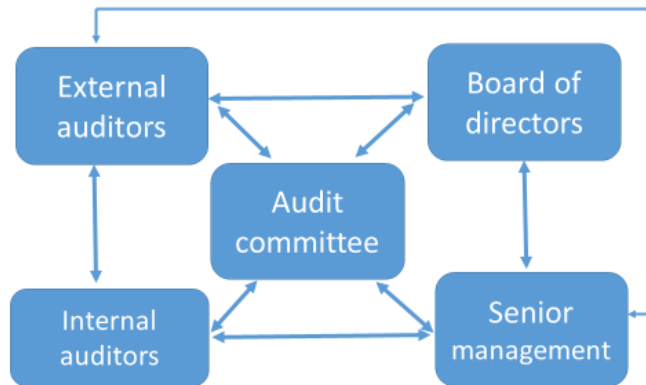 External
auditors
Board of
directors
Audit
committee
Internal
auditors
Senior
management